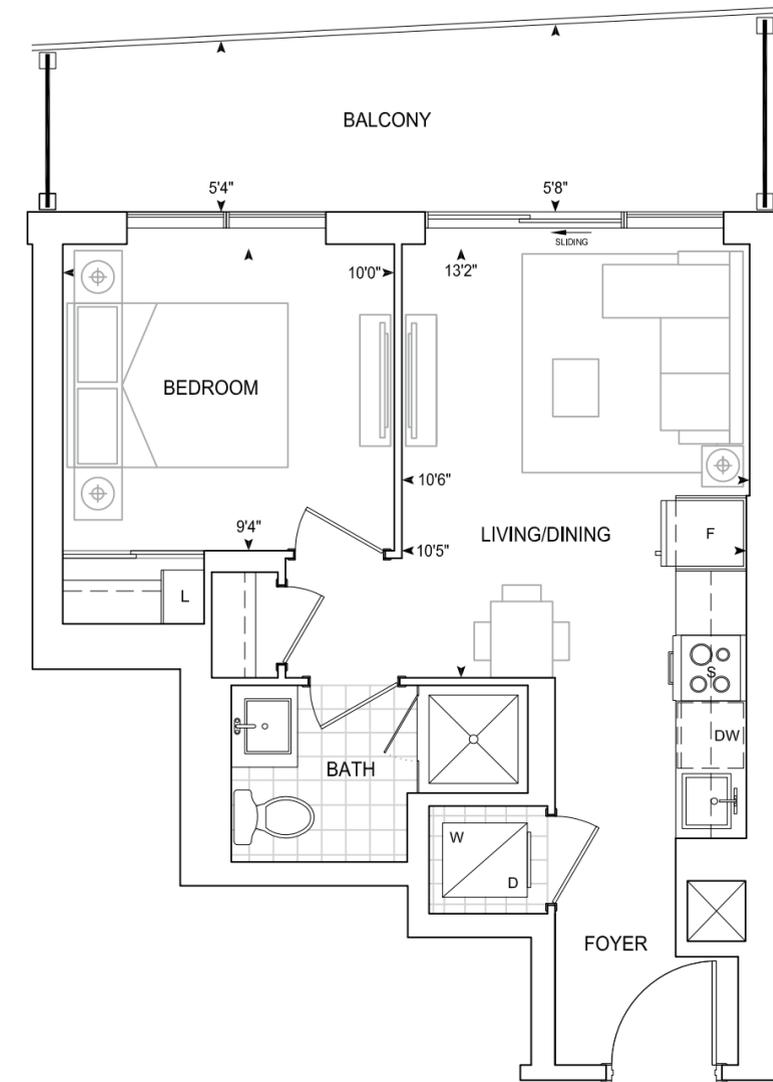 BALCONY
5'4"
5'8"
SLIDING
10'0"
13'2"
BEDROOM
10'6"
9'4"
LIVING/DINING
F
10'5"
L
S
DW
BATH
W
D
FOYER